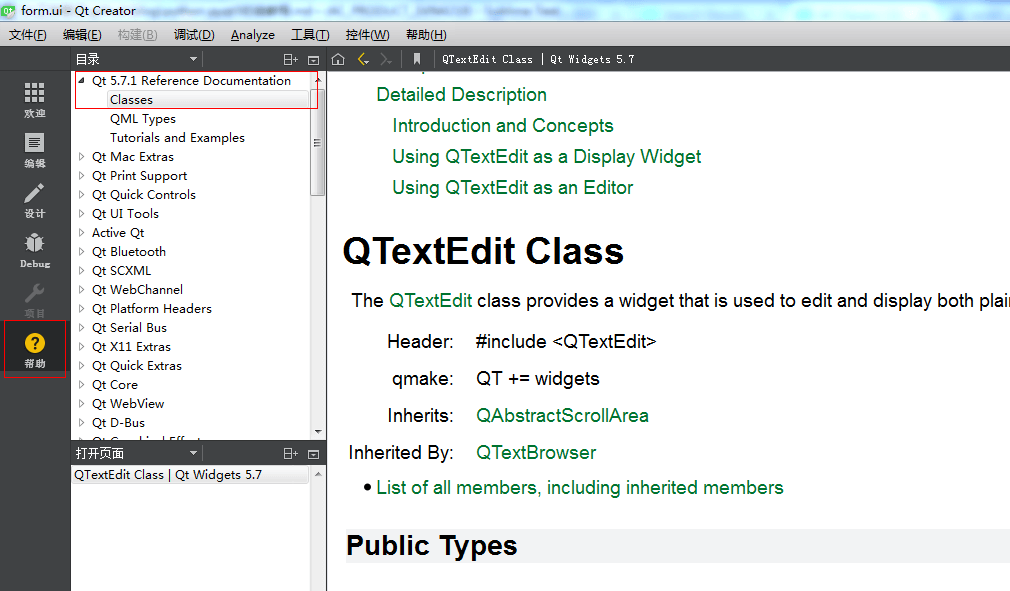 form.ui - Qt Creator
文件(F) 编辑(E) 构建(B) 调试(D) Analyze 工具(T) 控件(W) 帮助(H)
欢迎
编辑
设计
Debug
项目
帮助
目录
Qt 5.7.1 Reference Documentation
Classes
QML Types
Tutorials and Examples
Qt Mac Extras
Qt Print Support
Qt Quick Controls
Qt UI Tools
Active Qt
Qt Bluetooth
Qt SCXML
Qt WebChannel
Qt Platform Headers
Qt Serial Bus
Qt X11 Extras
Qt Quick Extras
Qt Core
Qt WebView
Qt D-Bus
打开页面
QTextEdit Class | Qt Widgets 5.7
QTextEdit Class | Qt Widgets 5.7
Detailed Description
Introduction and Concepts
Using QTextEdit as a Display Widget
Using QTextEdit as an Editor
QTextEdit Class
The QTextEdit class provides a widget that is used to edit and display both plai
Header: #include <QTextEdit>
qmake: QT += widgets
Inherits: QAbstractScrollArea
Inherited By: QTextBrowser
• List of all members, including inherited members
Public Types